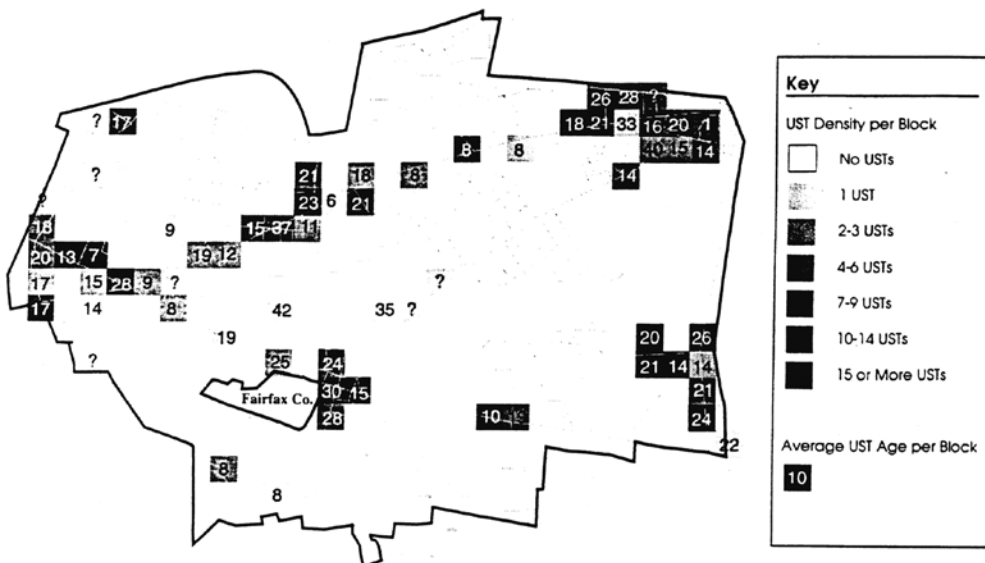 26 28 ?
? 17
18 21 33 16 20 1
8 8 40 15 14
? 21 18 8 14
? 23 6 21
18 9 15 37 11
20 13 7 19 12
17 15 28 9 ? ?
17 14 8 42 35 ?
19 20 26
? 25 24 21 14 14
Fairfax Co. 30 15 21
28 10 24
22
8
8
Key
UST Density per Block
No USTs
1 UST
2-3 USTs
4-6 USTs
7-9 USTs
10-14 USTs
15 or More USTs
Average UST Age per Block
10